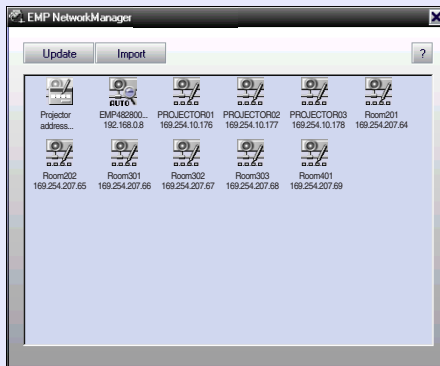 EMP NetworkManager
Update Import ?
AUTO
Projector EMP482800... PROJECTOR01 PROJECTOR02 PROJECTOR03 Room201
address... 192.168.0.8 169.254.10.176 169.254.10.177 169.254.10.178 169.254.207.64
Room202 Room301 Room302 Room303 Room401
169.254.207.65 169.254.207.66 169.254.207.67 169.254.207.68 169.254.207.69